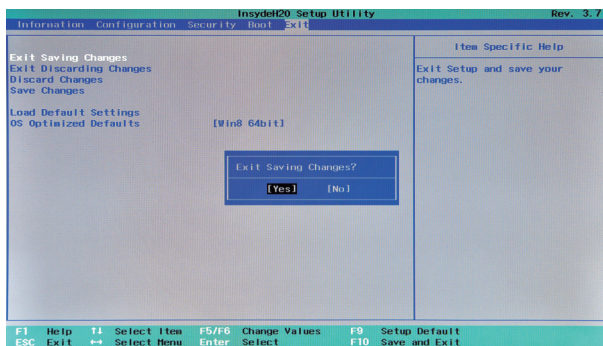 InsydeH20 Setup Utility Rev. 3.7
Information Configuration Security Boot Exit
Exit Saving Changes
Exit Discarding Changes
Discard Changes
Save Changes
Load Default Settings
OS Optimized Defaults [Win8 64bit]
Item Specific Help
Exit Setup and save your
changes.
Exit Saving Changes?
[Yes] [No]
F1 Help ↑↓ Select Item F5/F6 Change Values F9 Setup Default
ESC Exit ↔ Select Menu Enter Select F10 Save and Exit